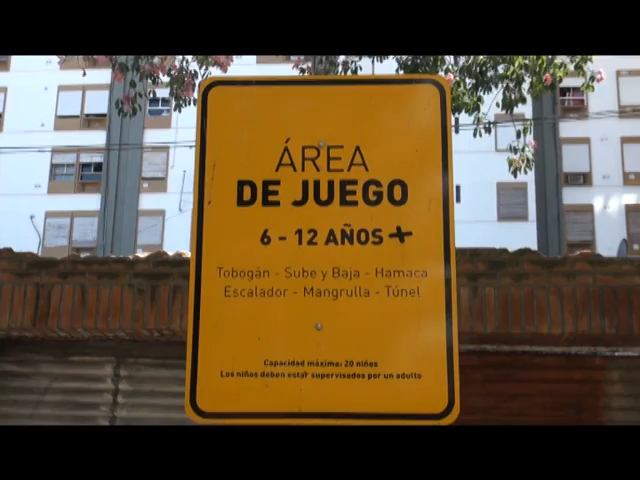 ÁREA
DE JUEGO
6 - 12 AÑOS +
Tobogán - Sube y Baja - Hamaca
Escalador - Mangrulla - Túnel
Capacidad máxima: 20 niños
Los niños deben estar supervisados por un adulto